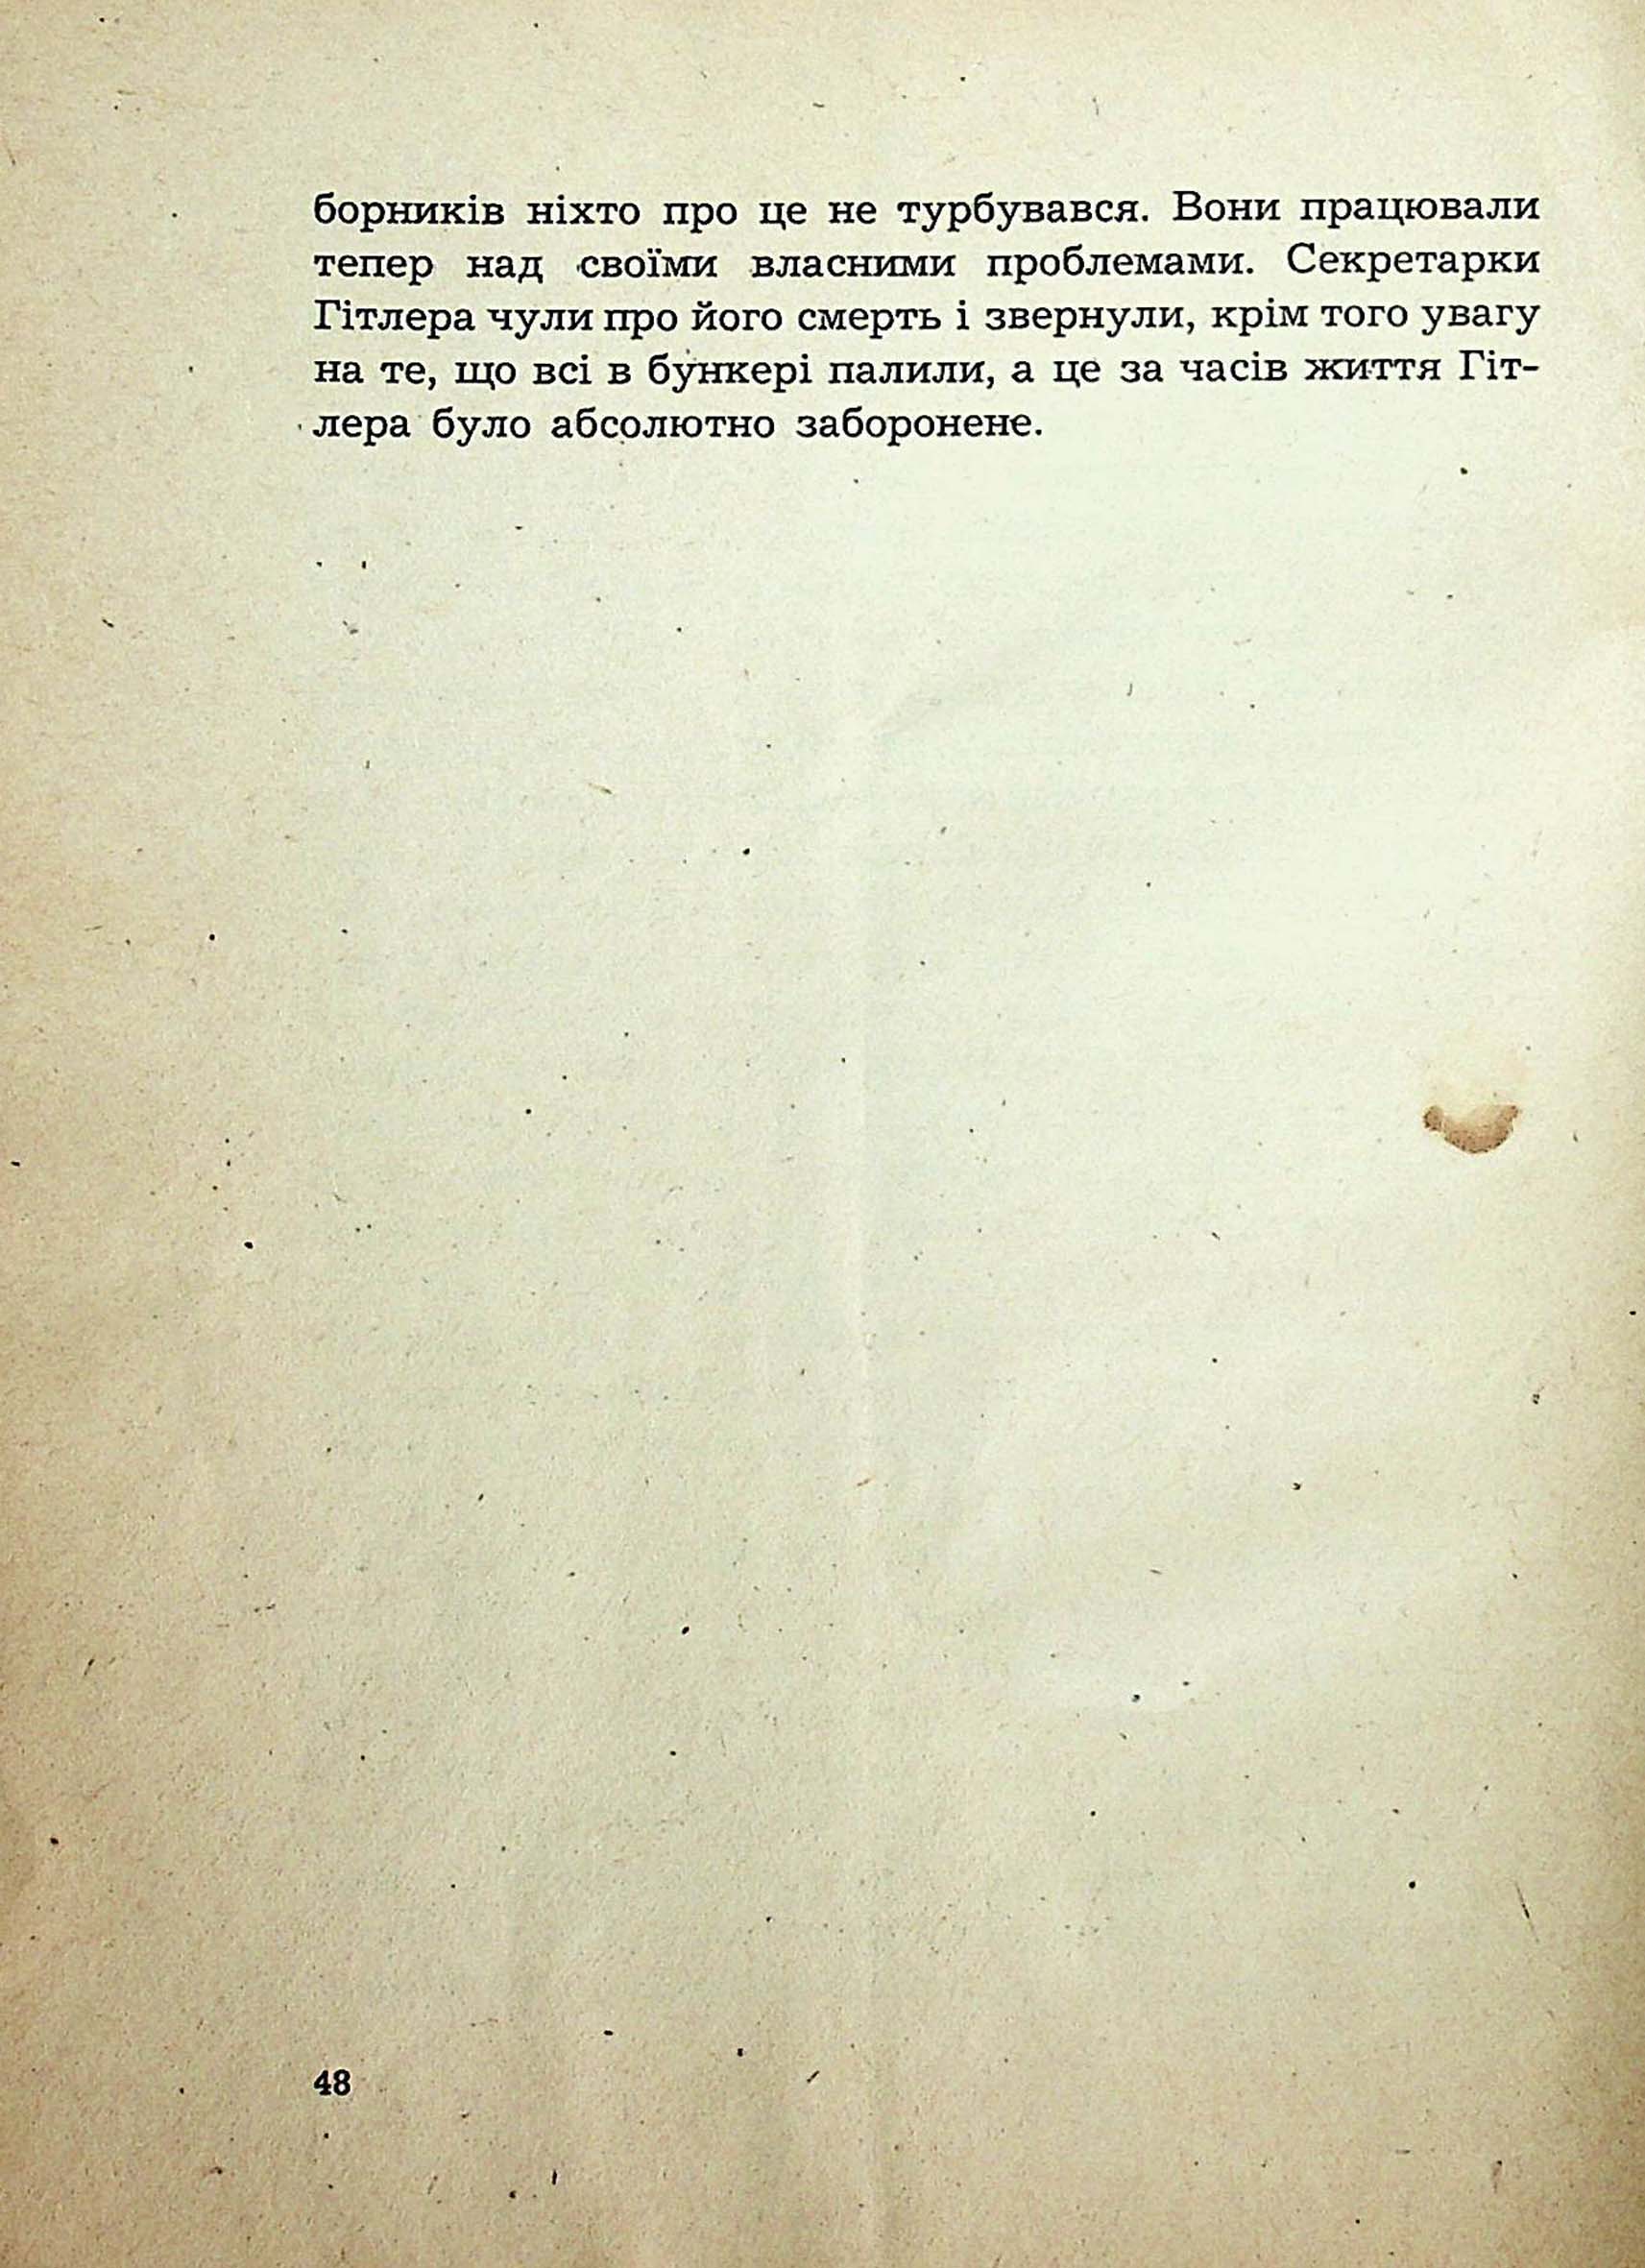 борників ніхто про це не турбувався. Вони працювали
тепер над своїми власними проблемами. Секретарки
Гітлера чули про його смерть і звернули, крім того увагу
на те, що всі в бункері палили, а це за часів життя Гіт-
лера було абсолютно заборонене.
48